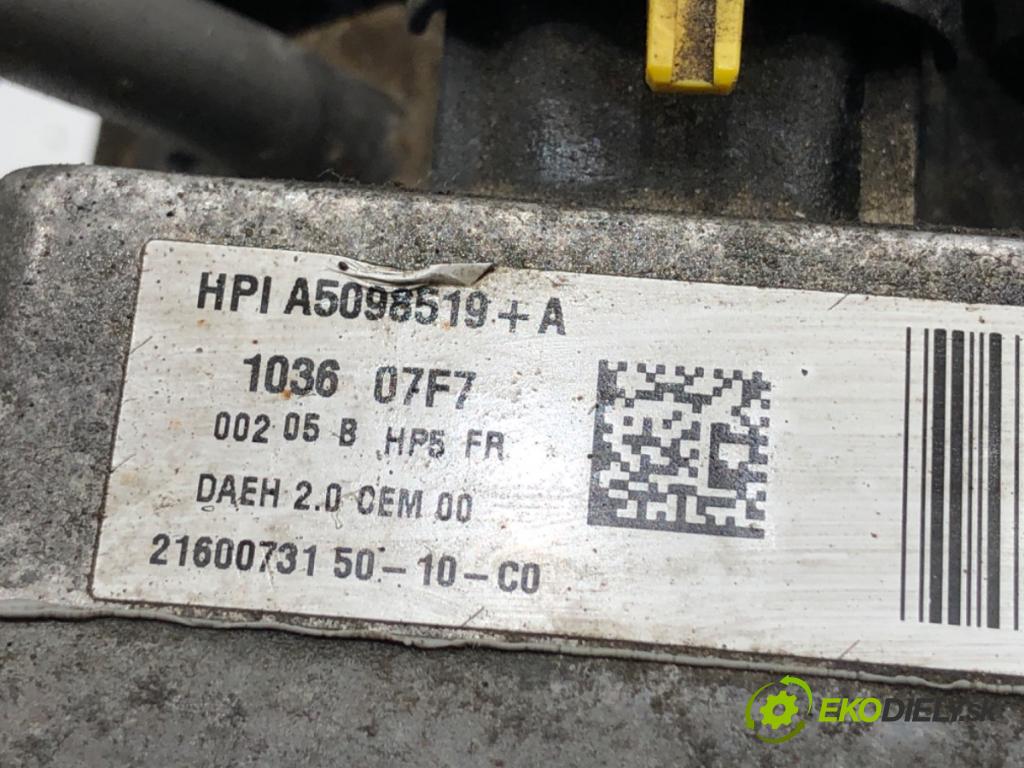 HPI A5098519+A
1036 07F7
002 05 B HP5 FR
DAEH 2.0 OEM 00
21600731 50-10-C0
EKODIELY.SK